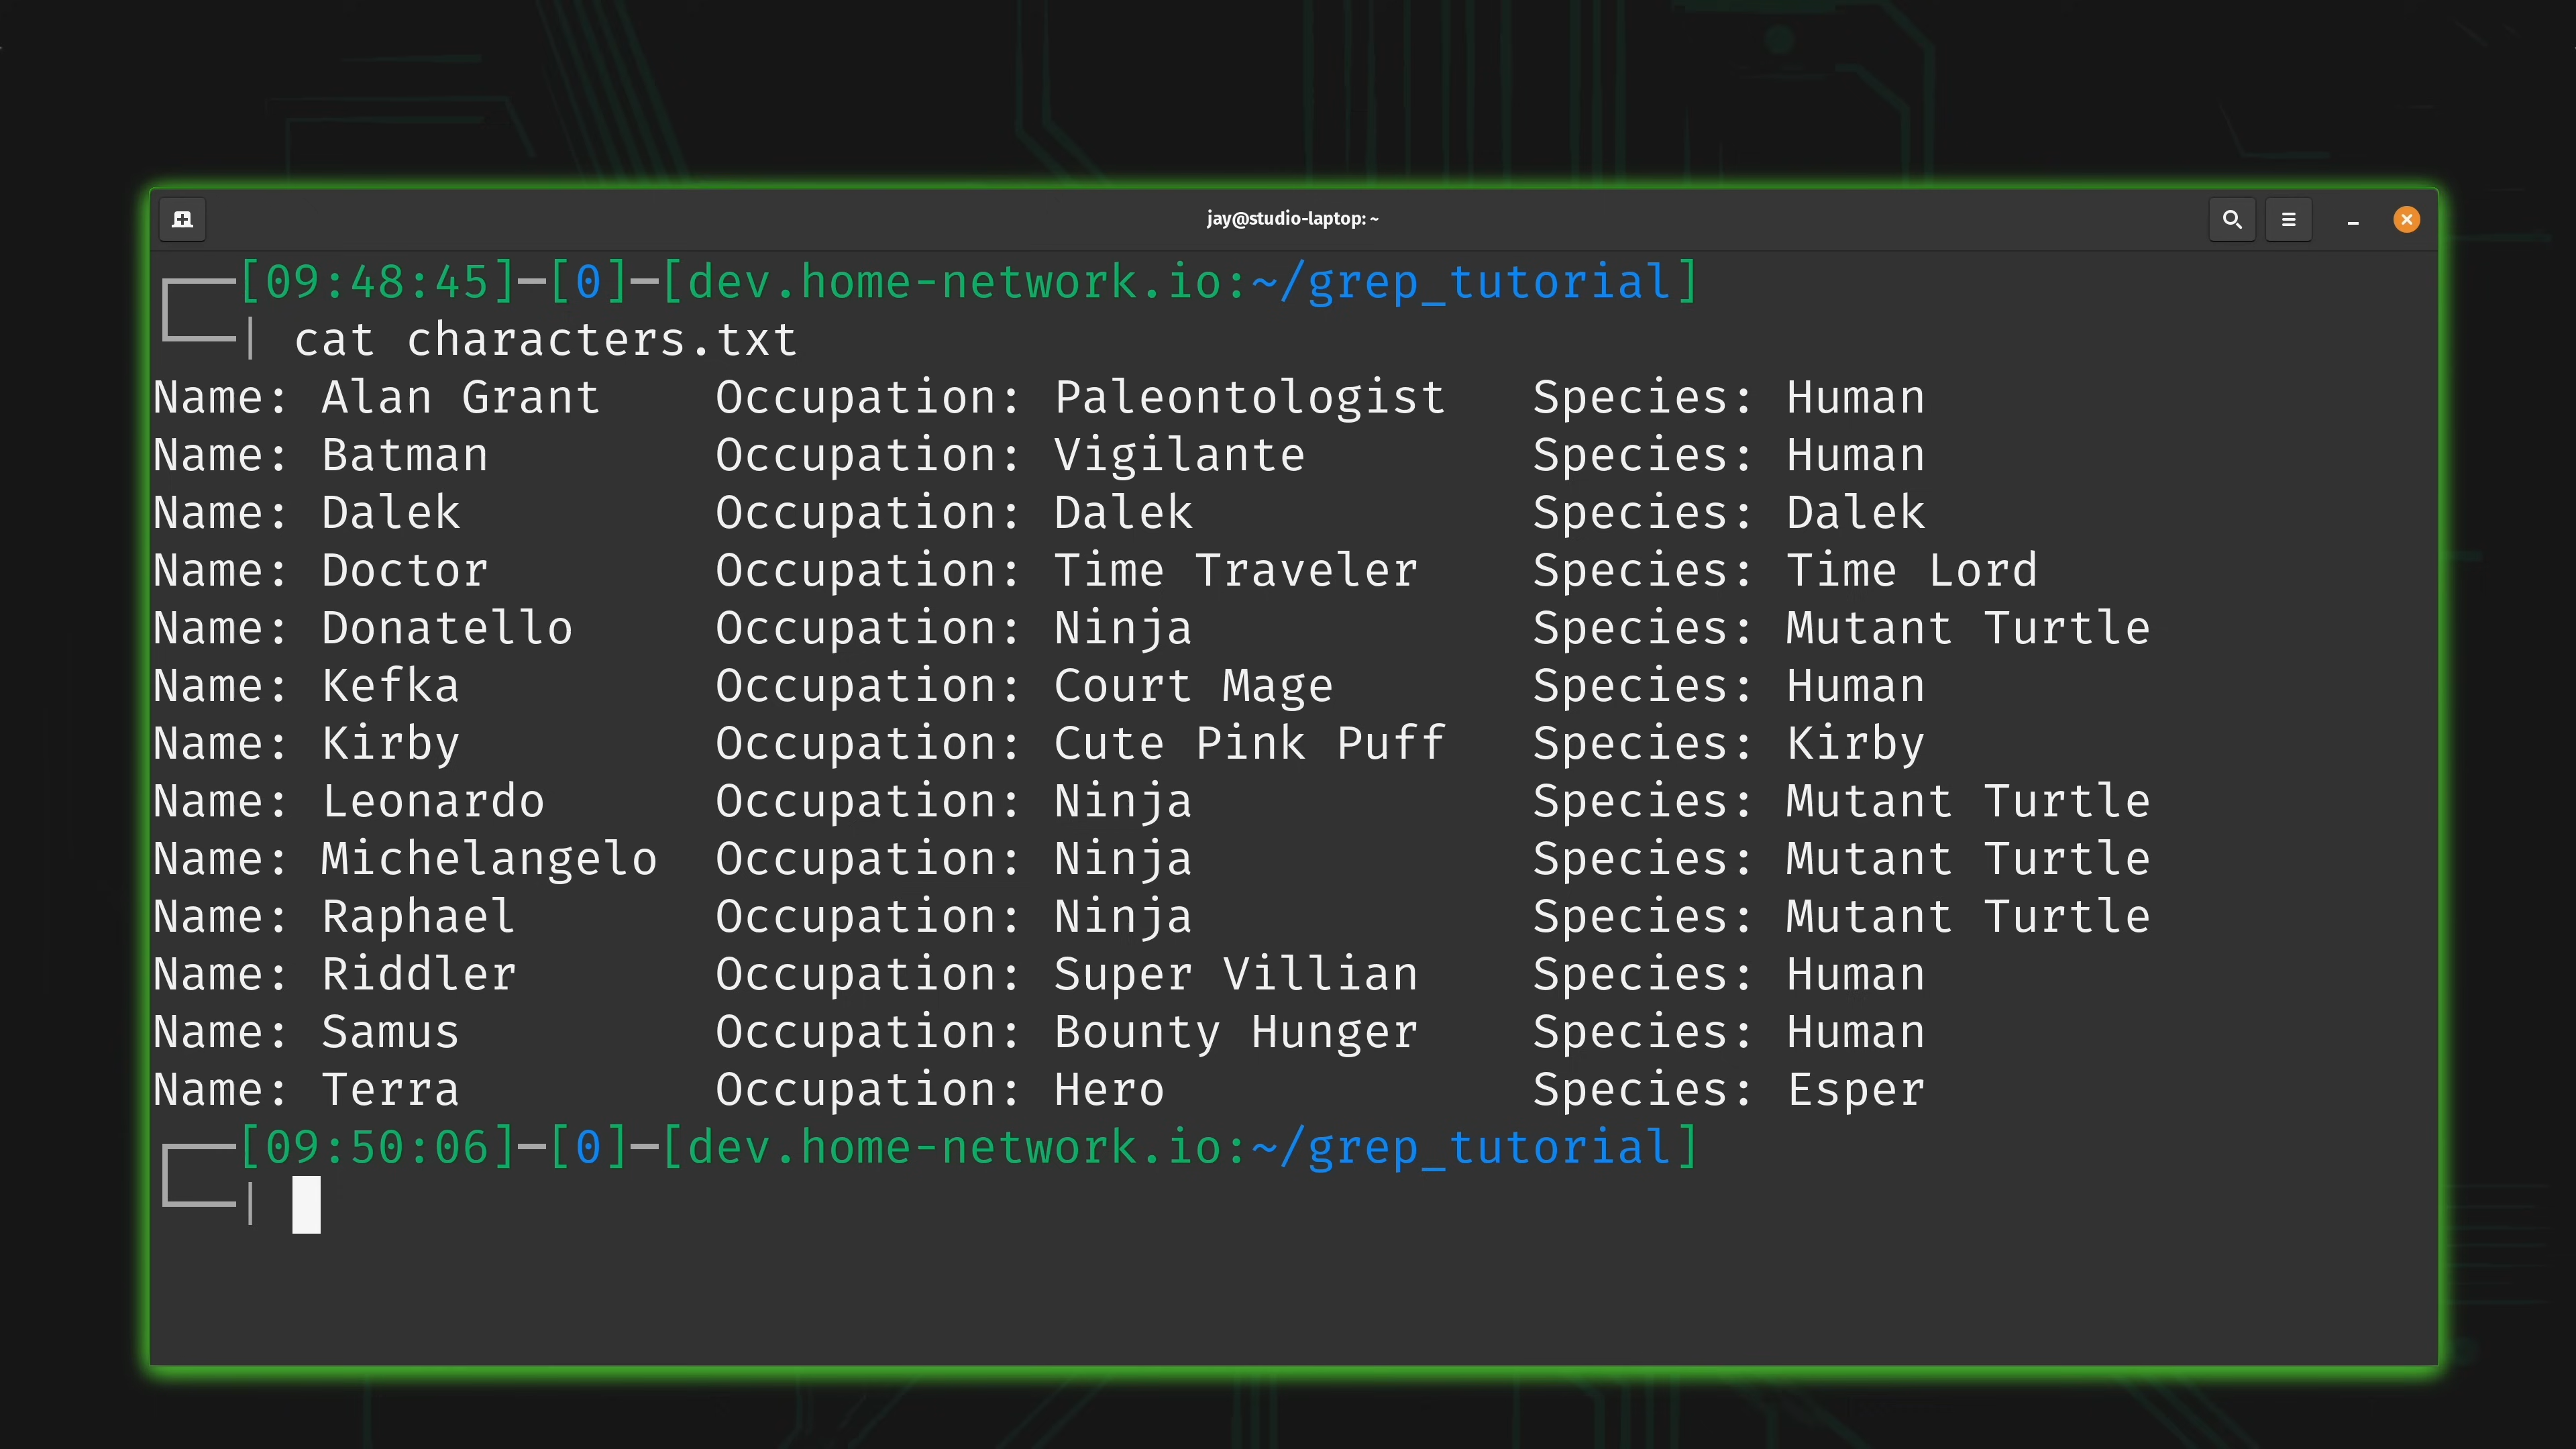 jay@studio-laptop: ~
[09:48:45]─[0]─[dev.home-network.io:~/grep_tutorial]
| cat characters.txt
Name: Alan Grant    Occupation: Paleontologist   Species: Human
Name: Batman        Occupation: Vigilante        Species: Human
Name: Dalek         Occupation: Dalek            Species: Dalek
Name: Doctor        Occupation: Time Traveler    Species: Time Lord
Name: Donatello     Occupation: Ninja            Species: Mutant Turtle
Name: Kefka         Occupation: Court Mage       Species: Human
Name: Kirby         Occupation: Cute Pink Puff   Species: Kirby
Name: Leonardo      Occupation: Ninja            Species: Mutant Turtle
Name: Michelangelo  Occupation: Ninja            Species: Mutant Turtle
Name: Raphael       Occupation: Ninja            Species: Mutant Turtle
Name: Riddler       Occupation: Super Villian    Species: Human
Name: Samus         Occupation: Bounty Hunger    Species: Human
Name: Terra         Occupation: Hero             Species: Esper
[09:50:06]─[0]─[dev.home-network.io:~/grep_tutorial]
|